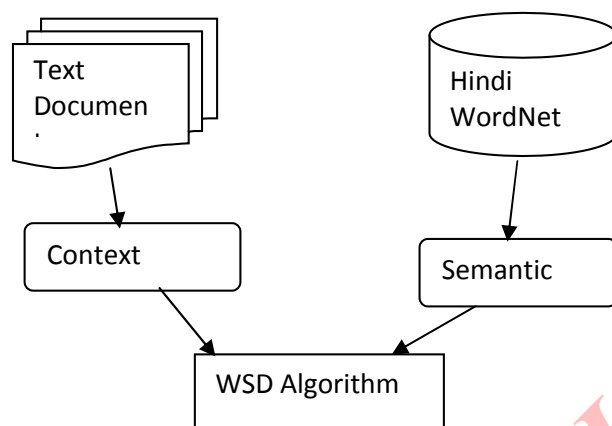 Text
Documen
Hindi
WordNet
Context
Semantic
WSD Algorithm